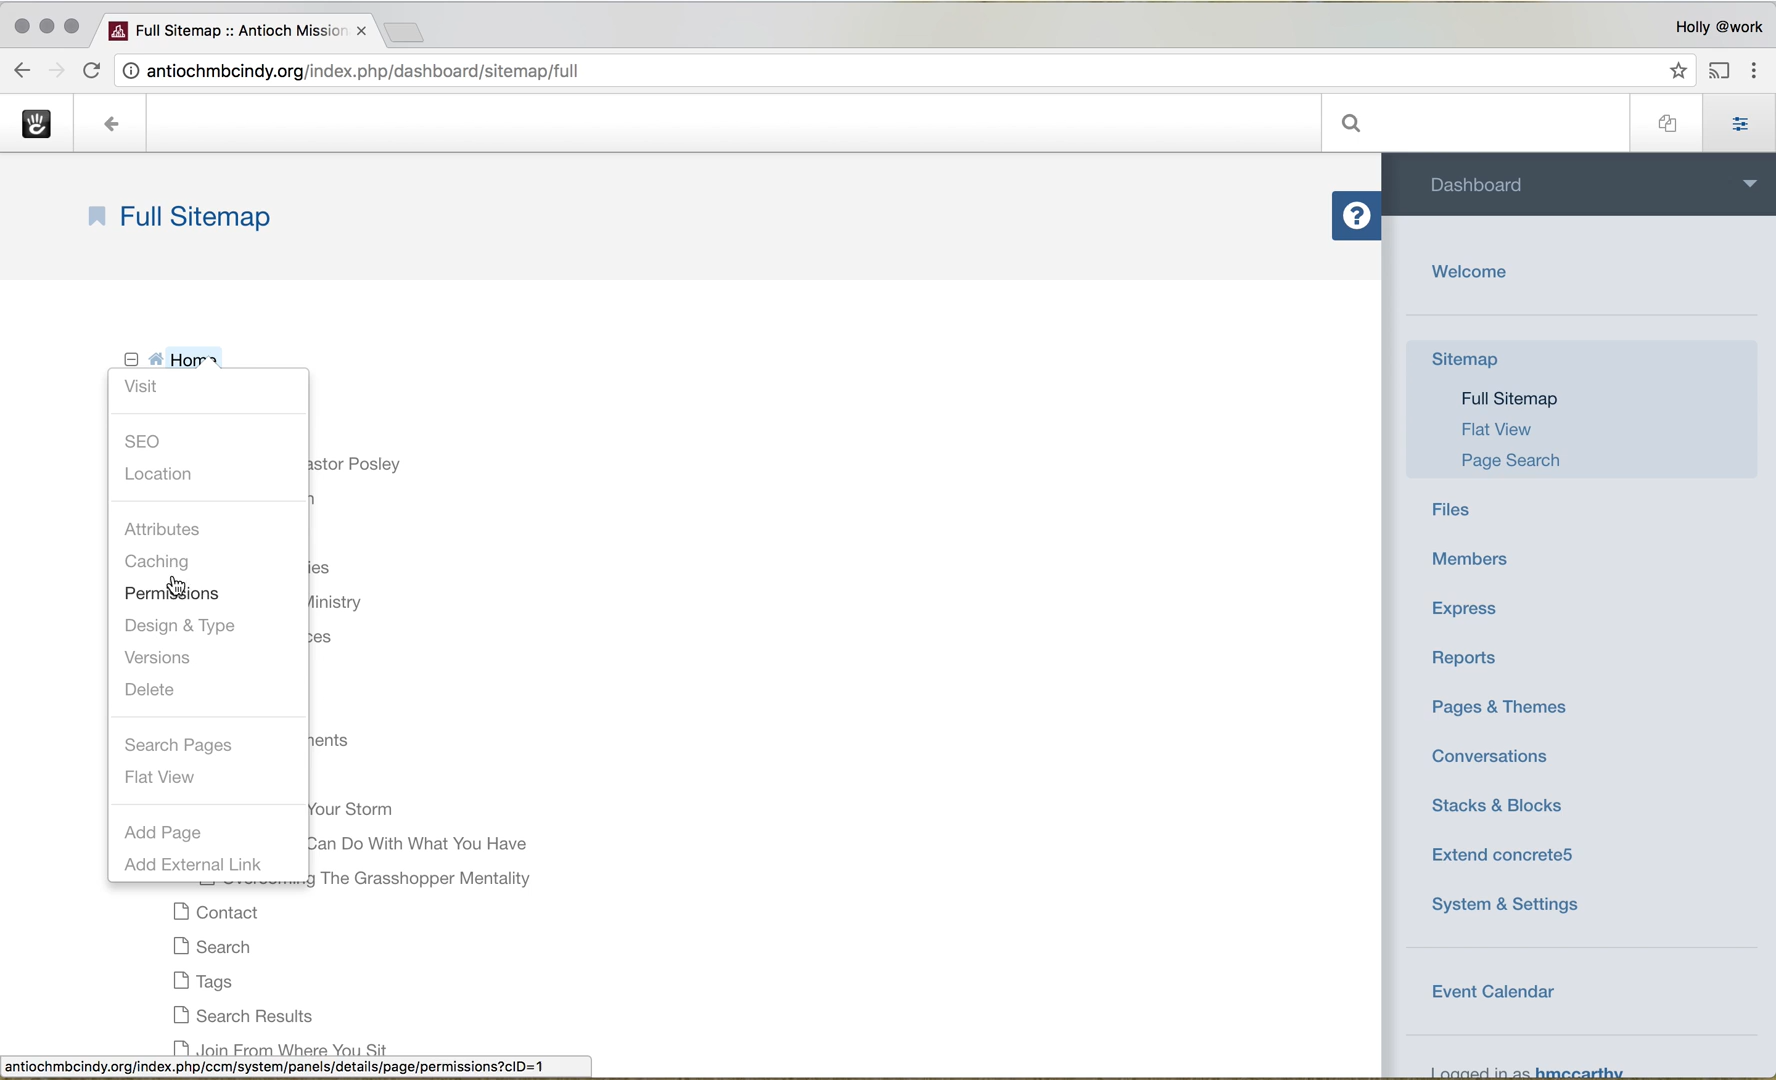 Full Sitemap :: Antioch Mission
Holly @work
antiochmbcindy.org/index.php/dashboard/sitemap/full
Dashboard
Full Sitemap
Welcome
Home
Visit
SEO
Location
Attributes
Caching
Permissions
Design & Type
Versions
Delete
Search Pages
Flat View
Add Page
Add External Link
astor Posley
n
ies
Ministry
ces
nents
Your Storm
Can Do With What You Have
Overcoming The Grasshopper Mentality
Contact
Search
Tags
Search Results
Join From Where You Sit
antiochmbcindy.org/index.php/ccm/system/panels/details/page/permissions?cID=1
Sitemap
Full Sitemap
Flat View
Page Search
Files
Members
Express
Reports
Pages & Themes
Conversations
Stacks & Blocks
Extend concrete5
System & Settings
Event Calendar
Logged in as hmccarthy